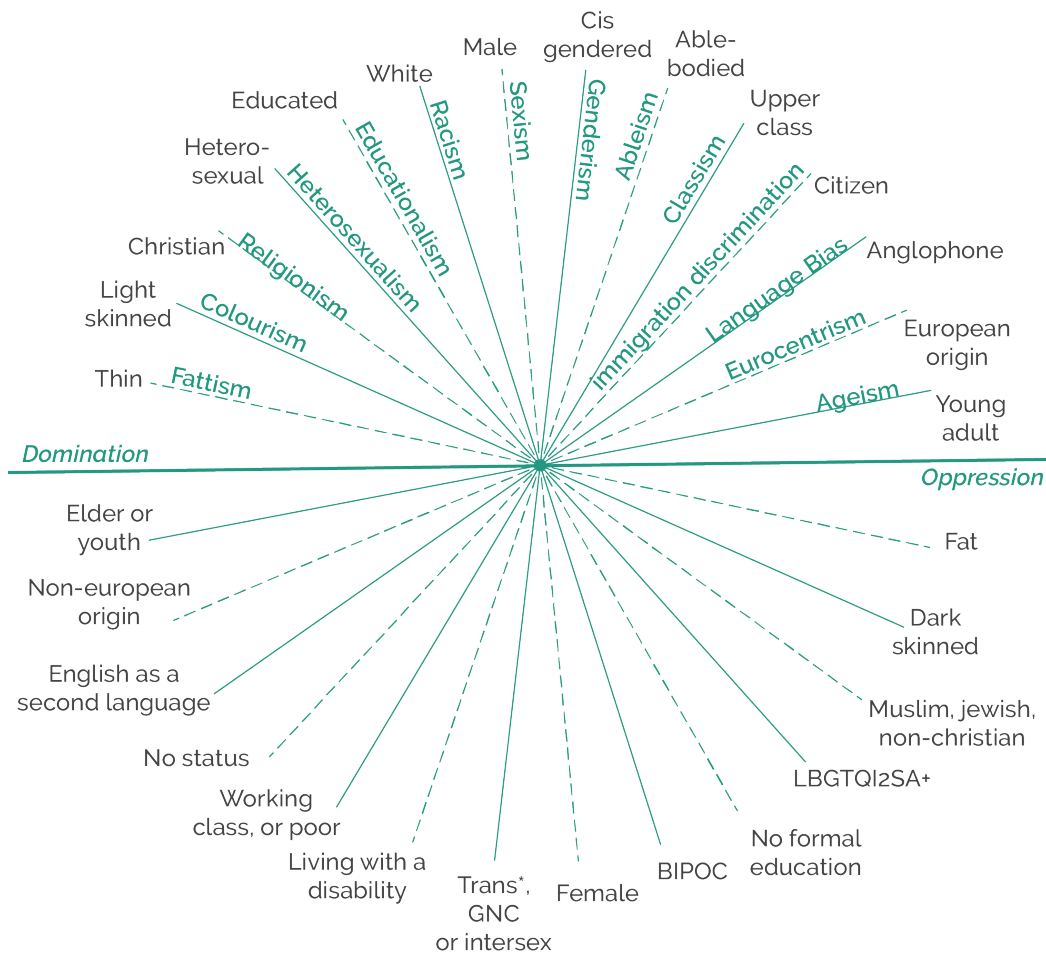 Cis
gendered
Male
Able-
bodied
White
Educated
Upper
class
Hetero-
sexual
Citizen
Christian
Anglophone
Light
skinned
European
origin
Thin
Young
adult
Fattism
Colourism
Religionism
Heterosexualism
Educationalism
Racism
Sexism
Genderism
Ableism
Classism
Immigration discrimination
Language Bias
Eurocentrism
Ageism
Domination
Oppression
Elder or
youth
Non-european
origin
English as a
second language
No status
Working
class, or poor
Living with a
disability
Trans*,
GNC
or intersex
Female
BIPOC
No formal
education
LBGTQI2SA+
Muslim, jewish,
non-christian
Dark
skinned
Fat